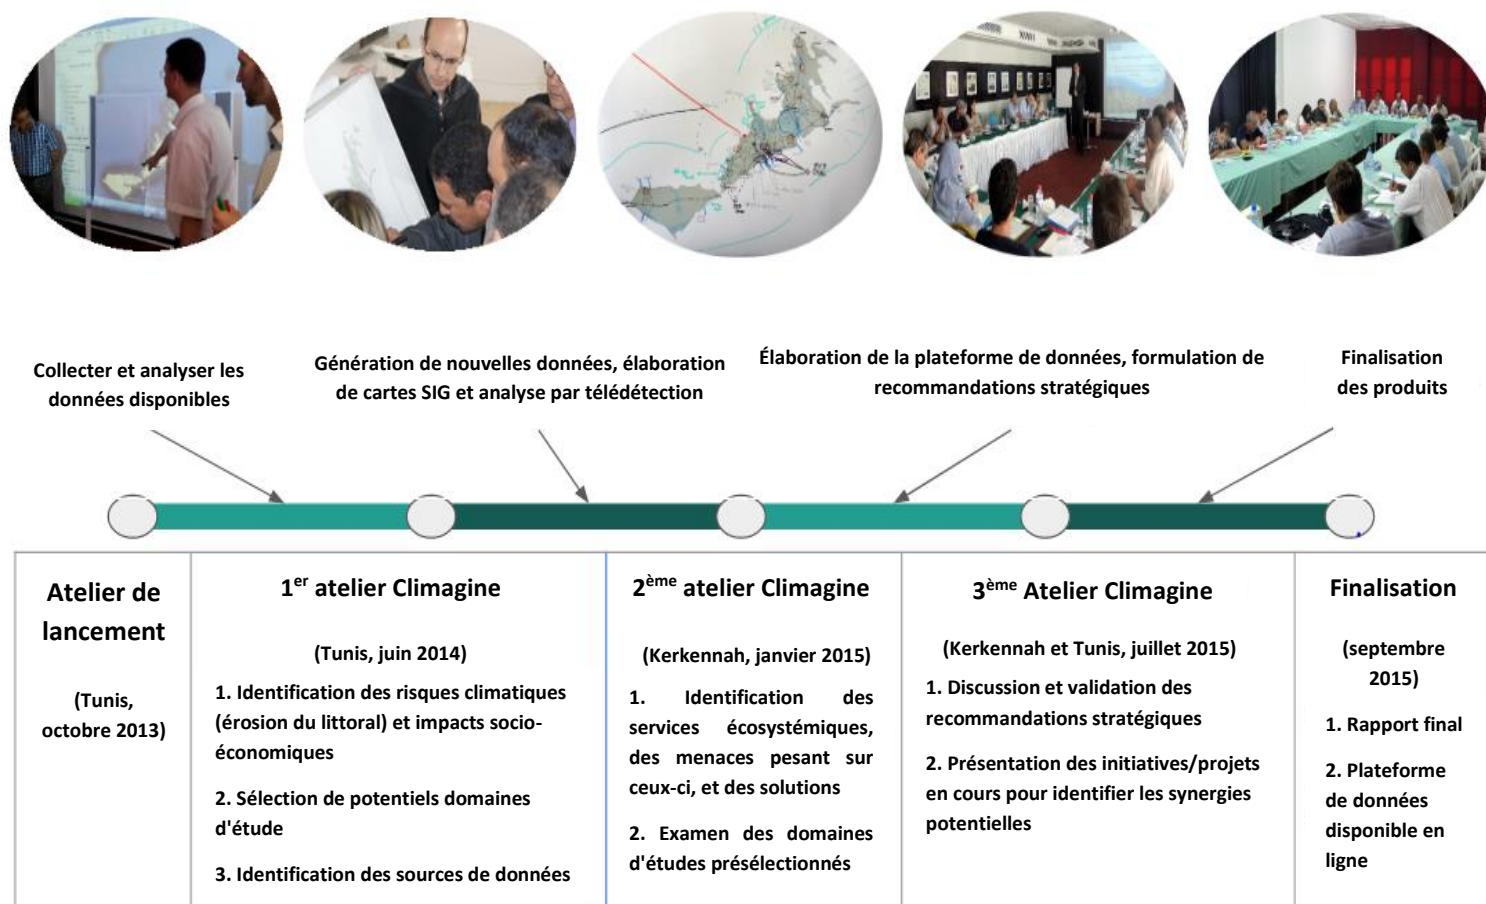 Collecter et analyser les
données disponibles
Génération de nouvelles données, élaboration
de cartes SIG et analyse par télédétection
Élaboration de la plateforme de données, formulation de
recommandations stratégiques
Finalisation
des produits
Atelier de
lancement
(Tunis,
octobre 2013)
1er atelier Climagine
(Tunis, juin 2014)
1. Identification des risques climatiques
(érosion du littoral) et impacts socio-
économiques
2. Sélection de potentiels domaines
d'étude
3. Identification des sources de données
2ème atelier Climagine
(Kerkennah, janvier 2015)
1. Identification des
services écosystémiques,
des menaces pesant sur
ceux-ci, et des solutions
2. Examen des domaines
d'études présélectionnés
3ème Atelier Climagine
(Kerkennah et Tunis, juillet 2015)
1. Discussion et validation des
recommandations stratégiques
2. Présentation des initiatives/projets
en cours pour identifier les synergies
potentielles
Finalisation
(septembre
2015)
1. Rapport final
2. Plateforme
de données
disponible en
ligne